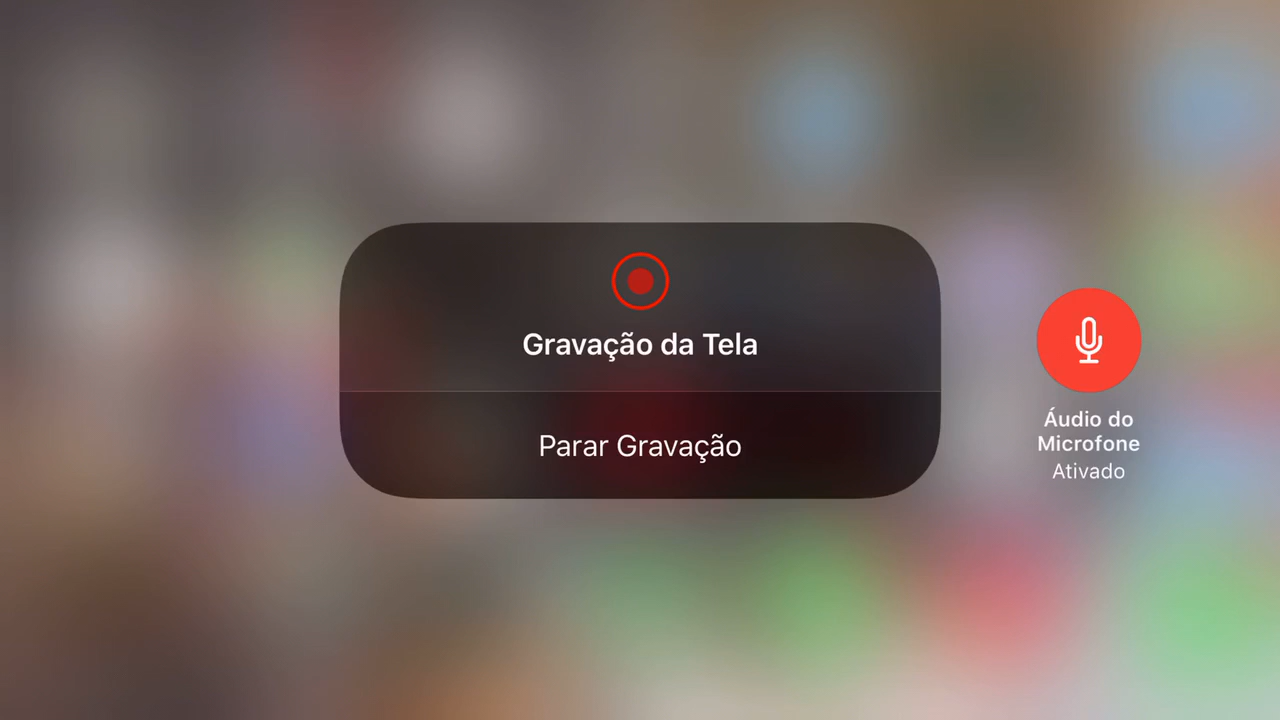 Gravação da Tela
Parar Gravação
Áudio do
Microfone
Ativado